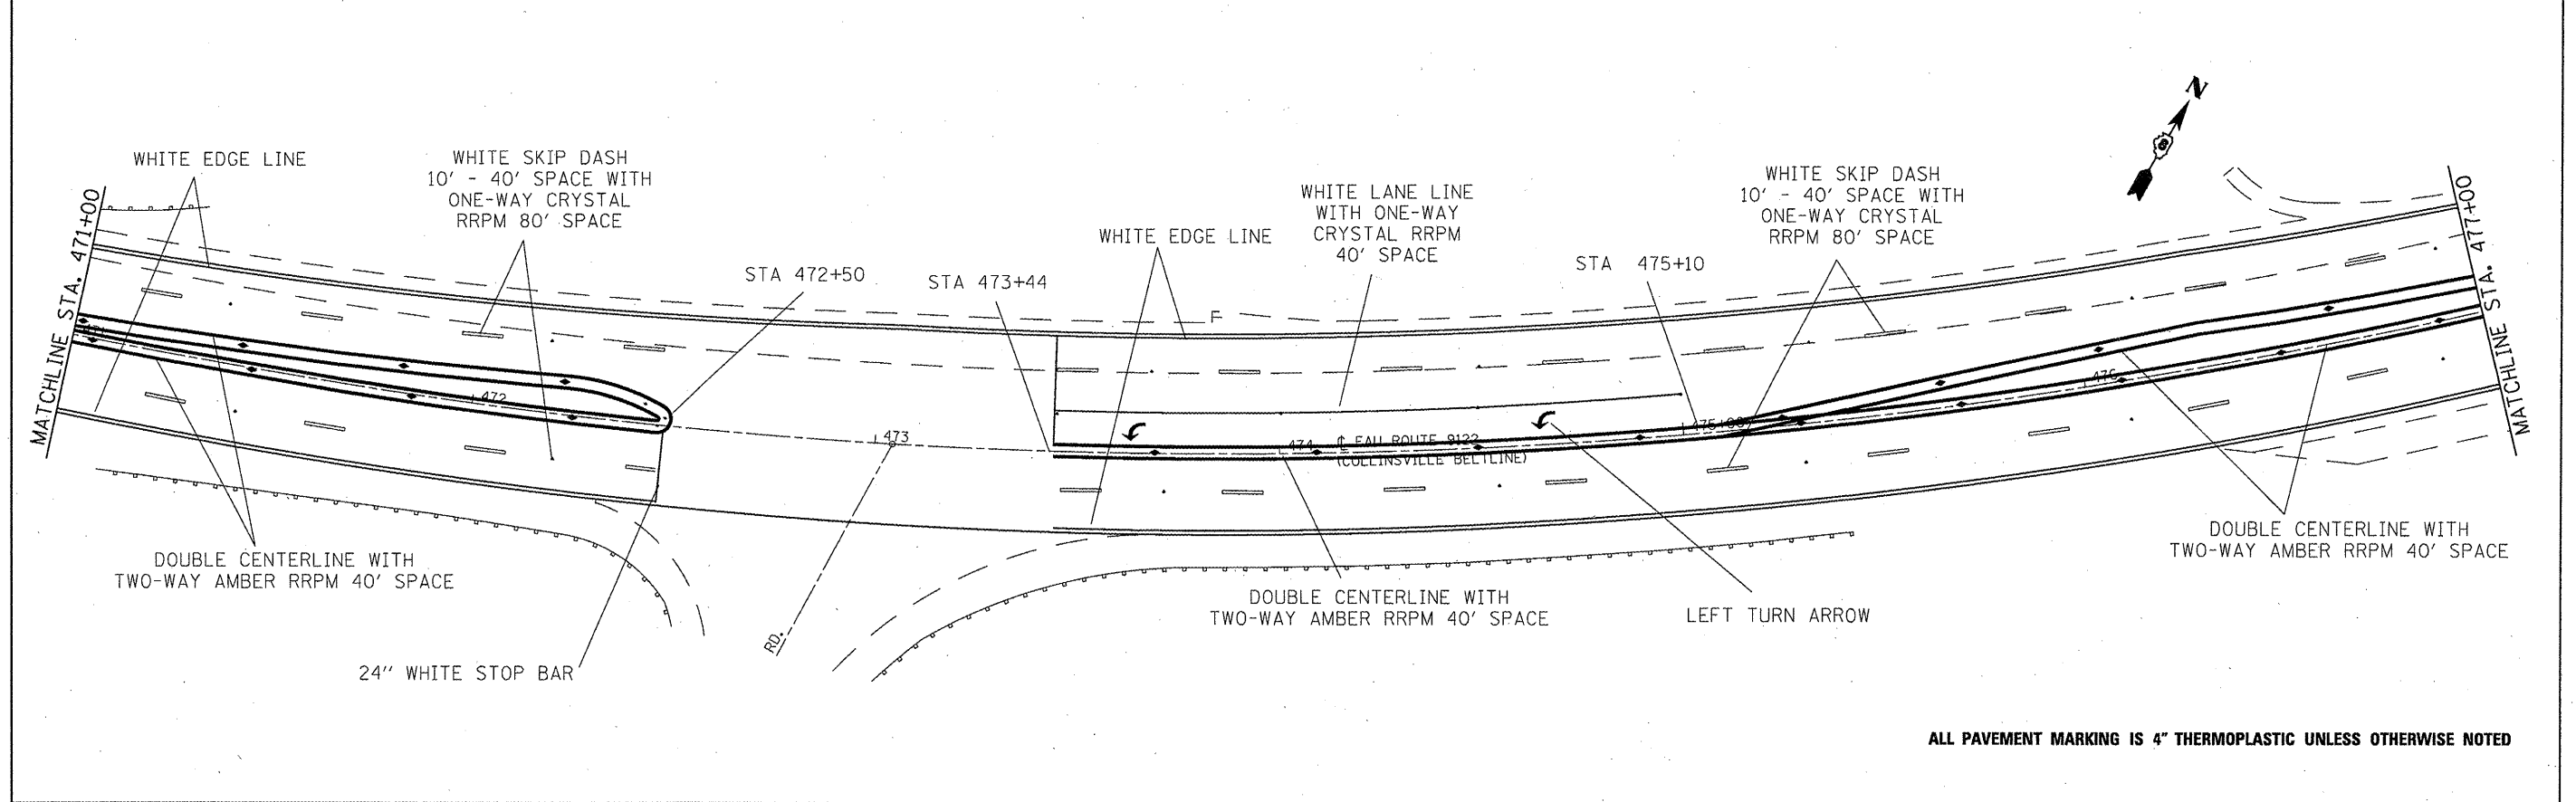 N
WHITE EDGE LINE
WHITE SKIP DASH
10' - 40' SPACE WITH
ONE-WAY CRYSTAL
RRPM 80' SPACE
WHITE LANE LINE
WITH ONE-WAY
CRYSTAL RRPM
40' SPACE
WHITE SKIP DASH
10' - 40' SPACE WITH
ONE-WAY CRYSTAL
RRPM 80' SPACE
WHITE EDGE LINE
STA 472+50
STA 473+44
STA 475+10
MATCHLINE STA. 471+00
MATCHLINE STA. 477+00
F
472
473
474
475+00
476
℄ FAU ROUTE 9122
(COLLINSVILLE BELTLINE)
DOUBLE CENTERLINE WITH
TWO-WAY AMBER RRPM 40' SPACE
DOUBLE CENTERLINE WITH
TWO-WAY AMBER RRPM 40' SPACE
DOUBLE CENTERLINE WITH
TWO-WAY AMBER RRPM 40' SPACE
LEFT TURN ARROW
RD.
24" WHITE STOP BAR
ALL PAVEMENT MARKING IS 4" THERMOPLASTIC UNLESS OTHERWISE NOTED